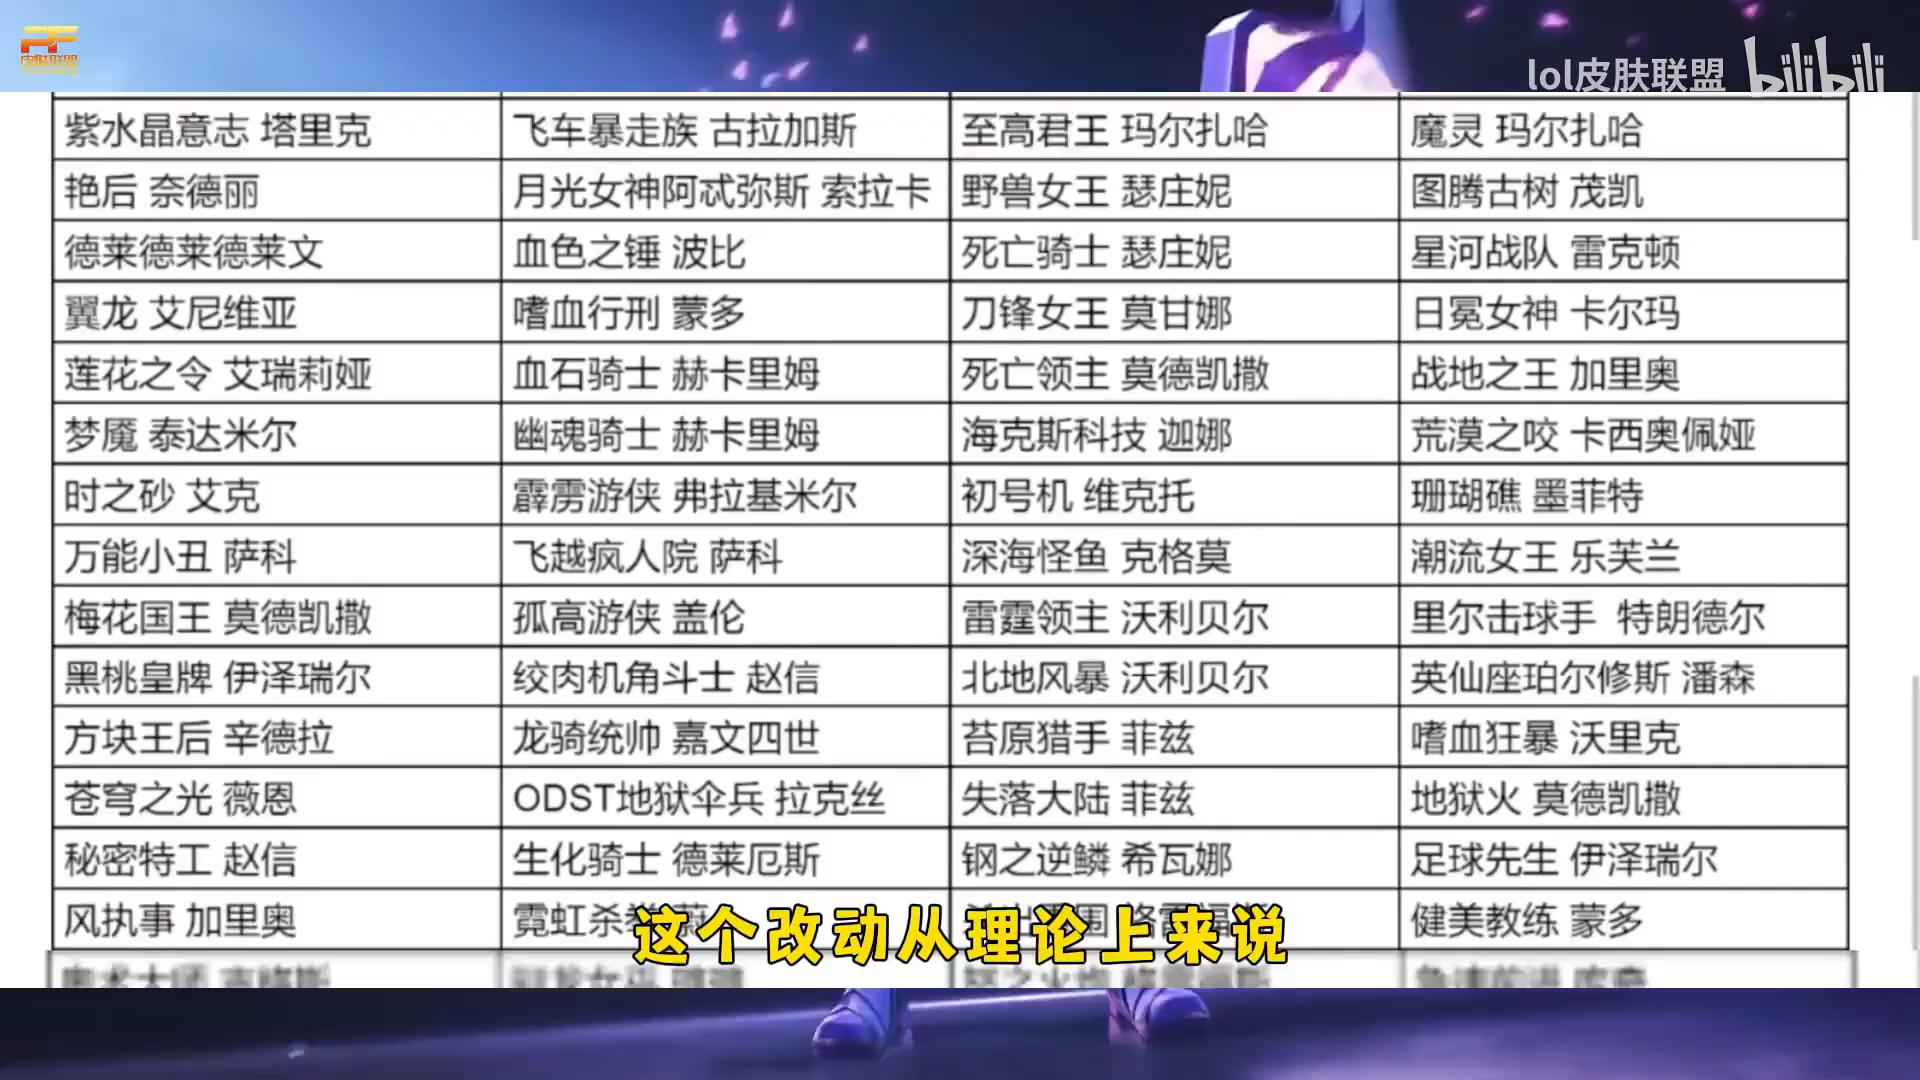 皮肤联盟
lol皮肤联盟 bilibili
紫水晶意志 塔里克 飞车暴走族 古拉加斯 至高君王 玛尔扎哈 魔灵 玛尔扎哈
艳后 奈德丽 月光女神阿忒弥斯 索拉卡 野兽女王 瑟庄妮 图腾古树 茂凯
德莱德莱德莱文 血色之锤 波比 死亡骑士 瑟庄妮 星河战队 雷克顿
翼龙 艾尼维亚 嗜血行刑 蒙多 刀锋女王 莫甘娜 日冕女神 卡尔玛
莲花之令 艾瑞莉娅 血石骑士 赫卡里姆 死亡领主 莫德凯撒 战地之王 加里奥
梦魇 泰达米尔 幽魂骑士 赫卡里姆 海克斯科技 迦娜 荒漠之咬 卡西奥佩娅
时之砂 艾克 霹雳游侠 弗拉基米尔 初号机 维克托 珊瑚礁 墨菲特
万能小丑 萨科 飞越疯人院 萨科 深海怪鱼 克格莫 潮流女王 乐芙兰
梅花国王 莫德凯撒 孤高游侠 盖伦 雷霆领主 沃利贝尔 里尔击球手 特朗德尔
黑桃皇牌 伊泽瑞尔 绞肉机角斗士 赵信 北地风暴 沃利贝尔 英仙座珀尔修斯 潘森
方块王后 辛德拉 龙骑统帅 嘉文四世 苔原猎手 菲兹 嗜血狂暴 沃里克
苍穹之光 薇恩 ODST地狱伞兵 拉克丝 失落大陆 菲兹 地狱火 莫德凯撒
秘密特工 赵信 生化骑士 德莱厄斯 钢之逆鳞 希瓦娜 足球先生 伊泽瑞尔
风执事 加里奥 霓虹杀 健美教练 蒙多
这个改动从理论上来说